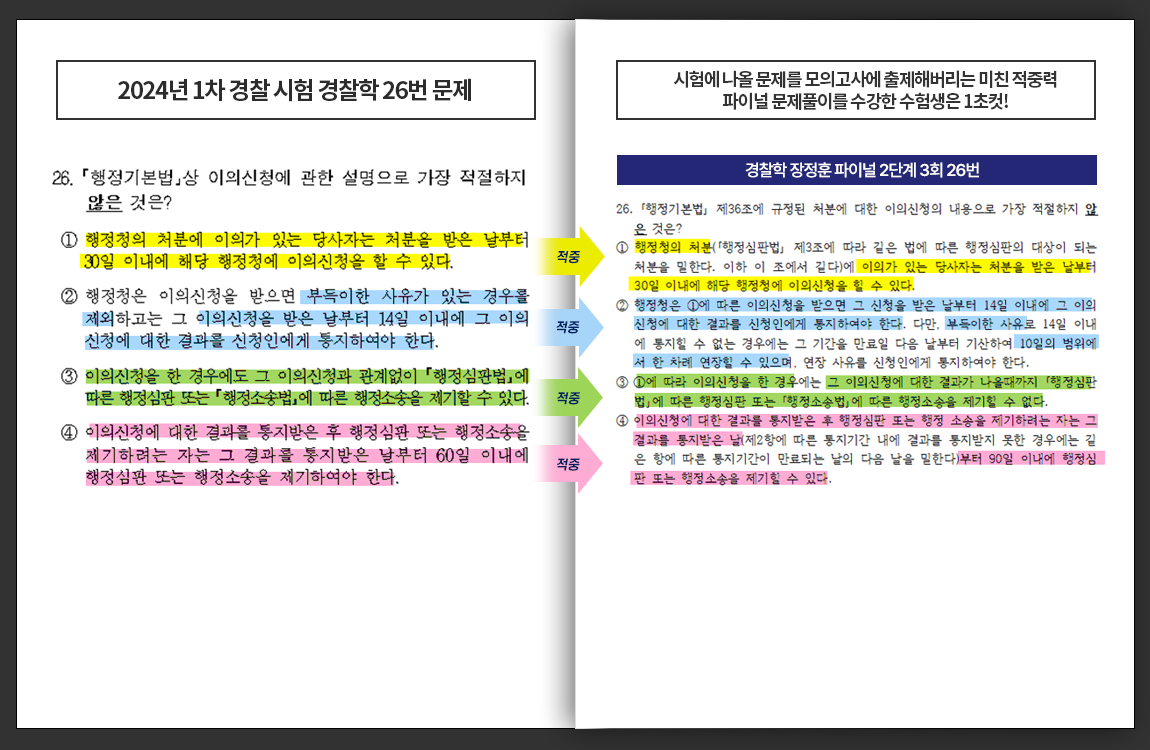 2024년 1차 경찰 시험 경찰학 26번 문제
26. 「행정기본법」상 이의신청에 관한 설명으로 가장 적절하지
않은 것은?
① 행정청의 처분에 이의가 있는 당사자는 처분을 받은 날부터
30일 이내에 해당 행정청에 이의신청을 할 수 있다.
② 행정청은 이의신청을 받으면 부득이한 사유가 있는 경우를
제외하고는 그 이의신청을 받은 날부터 14일 이내에 그 이의
신청에 대한 결과를 신청인에게 통지하여야 한다.
③ 이의신청을 한 경우에도 그 이의신청과 관계없이 「행정심판법」에
따른 행정심판 또는 「행정소송법」에 따른 행정소송을 제기할 수 있다.
④ 이의신청에 대한 결과를 통지받은 후 행정심판 또는 행정소송을
제기하려는 자는 그 결과를 통지받은 날부터 60일 이내에
행정심판 또는 행정소송을 제기하여야 한다.
적중
적중
적중
적중
시험에 나올 문제를 모의고사에 출제해버리는 미친 적중력
파이널 문제풀이를 수강한 수험생은 1초컷!
경찰학 장정훈 파이널 2단계 3회 26번
26. 「행정기본법」 제36조에 규정된 처분에 대한 이의신청의 내용으로 가장 적절하지 않
은 것은?
① 행정청의 처분(「행정심판법」 제3조에 따라 같은 법에 따른 행정심판의 대상이 되는
처분을 말한다. 이하 이 조에서 같다)에 이의가 있는 당사자는 처분을 받은 날부터
30일 이내에 해당 행정청에 이의신청을 할 수 있다.
② 행정청은 ①에 따른 이의신청을 받으면 그 신청을 받은 날부터 14일 이내에 그 이의
신청에 대한 결과를 신청인에게 통지하여야 한다. 다만, 부득이한 사유로 14일 이내
에 통지할 수 없는 경우에는 그 기간을 만료일 다음 날부터 기산하여 10일의 범위에
서 한 차례 연장할 수 있으며, 연장 사유를 신청인에게 통지하여야 한다.
③ ①에 따라 이의신청을 한 경우에는 그 이의신청에 대한 결과가 나올때까지 「행정심판
법」에 따른 행정심판 또는 「행정소송법」에 따른 행정소송을 제기할 수 없다.
④ 이의신청에 대한 결과를 통지받은 후 행정심판 또는 행정 소송을 제기하려는 자는 그
결과를 통지받은 날(제2항에 따른 통지기간 내에 결과를 통지받지 못한 경우에는 같
은 항에 따른 통지기간이 만료되는 날의 다음 날을 말한다)부터 90일 이내에 행정심
판 또는 행정소송을 제기할 수 있다.